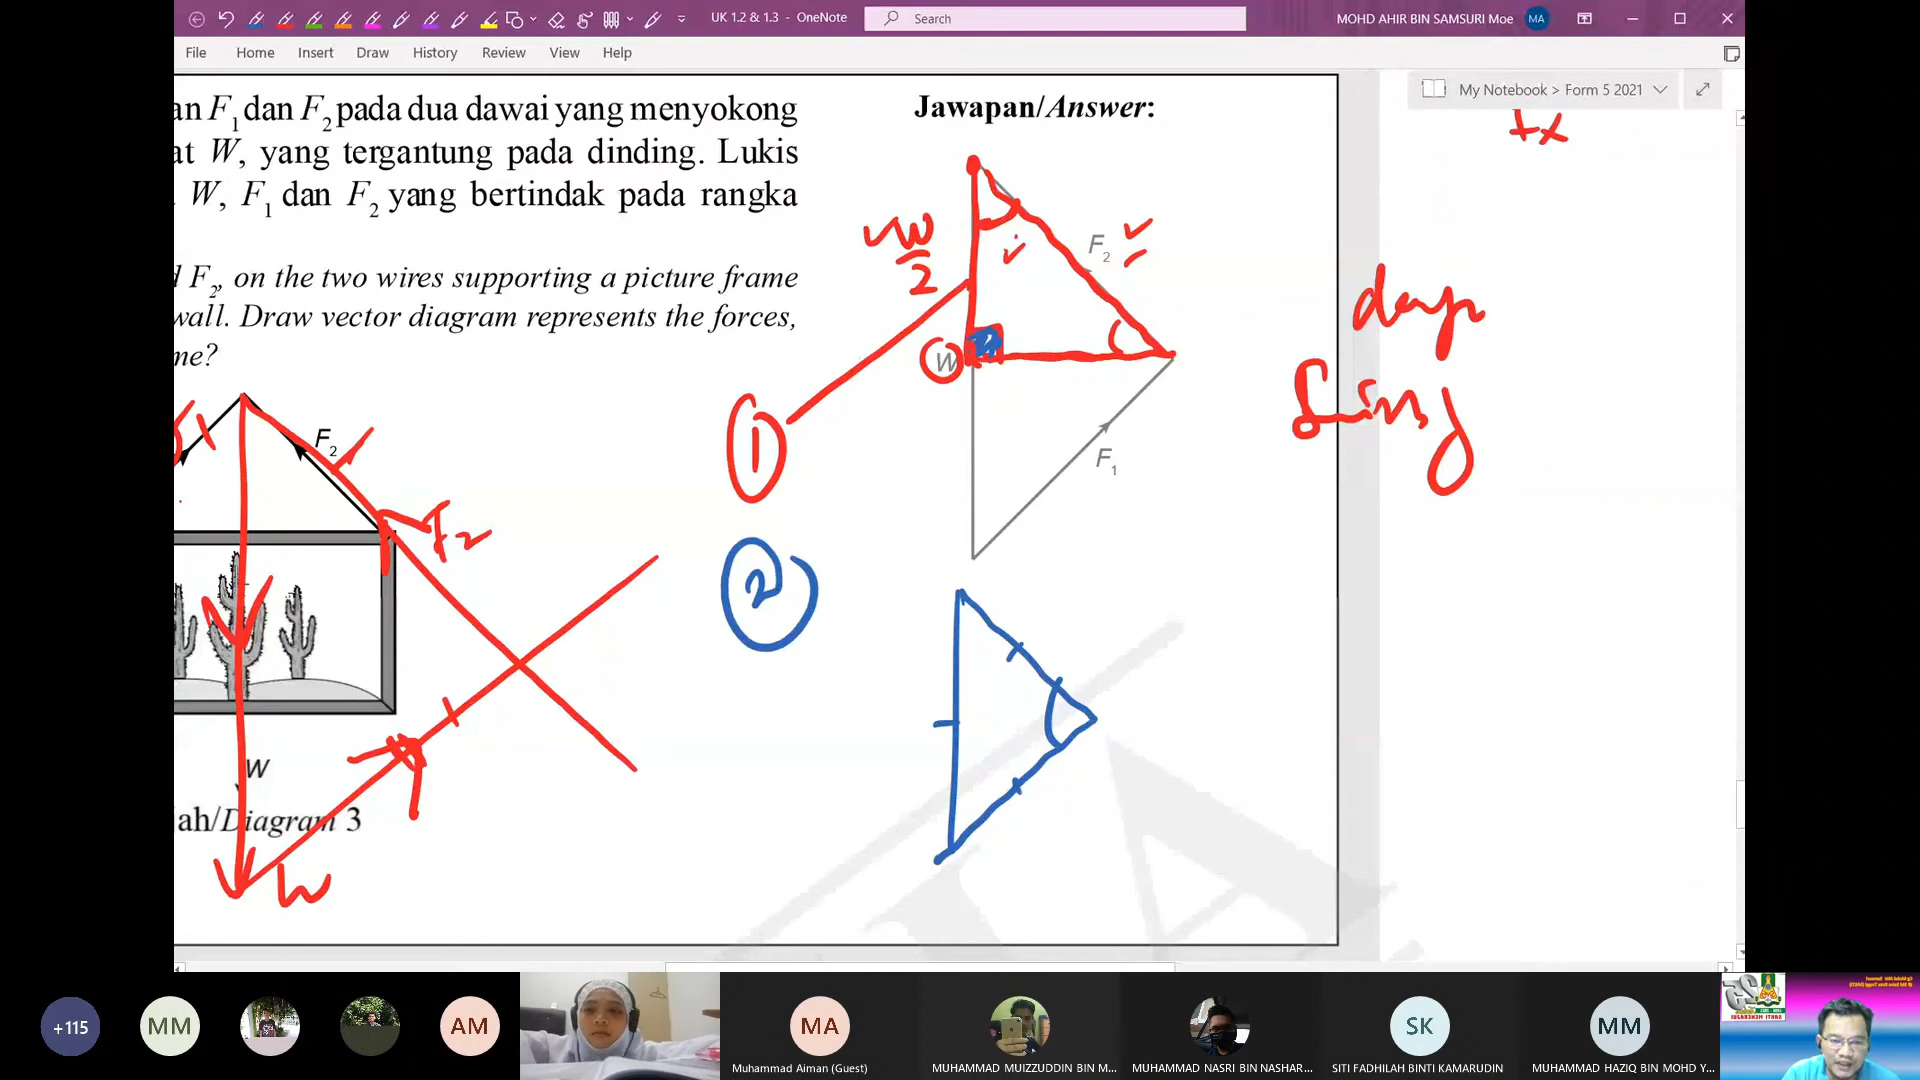 UK 1.2 & 1.3 - OneNote
Search
MOHD AHIR BIN SAMSURI Moe
MA
File Home Insert Draw History Review View Help
My Notebook > Form 5 2021
an F1 dan F2 pada dua dawai yang menyokong
at W, yang tergantung pada dinding. Lukis
W, F1 dan F2 yang bertindak pada rangka
F2, on the two wires supporting a picture frame
wall. Draw vector diagram represents the forces,
me?
F2
F2
W
jah/Diagram 3
W
Jawapan/Answer:
W
2
F2
W
F1
1
2
+115
MM
AM
MA
Muhammad Aiman (Guest)
MUHAMMAD MUIZZUDDIN BIN M...
MUHAMMAD NASRI BIN NASHAR...
SK
SITI FADHILAH BINTI KAMARUDIN
MM
MUHAMMAD HAZIQ BIN MOHD Y...